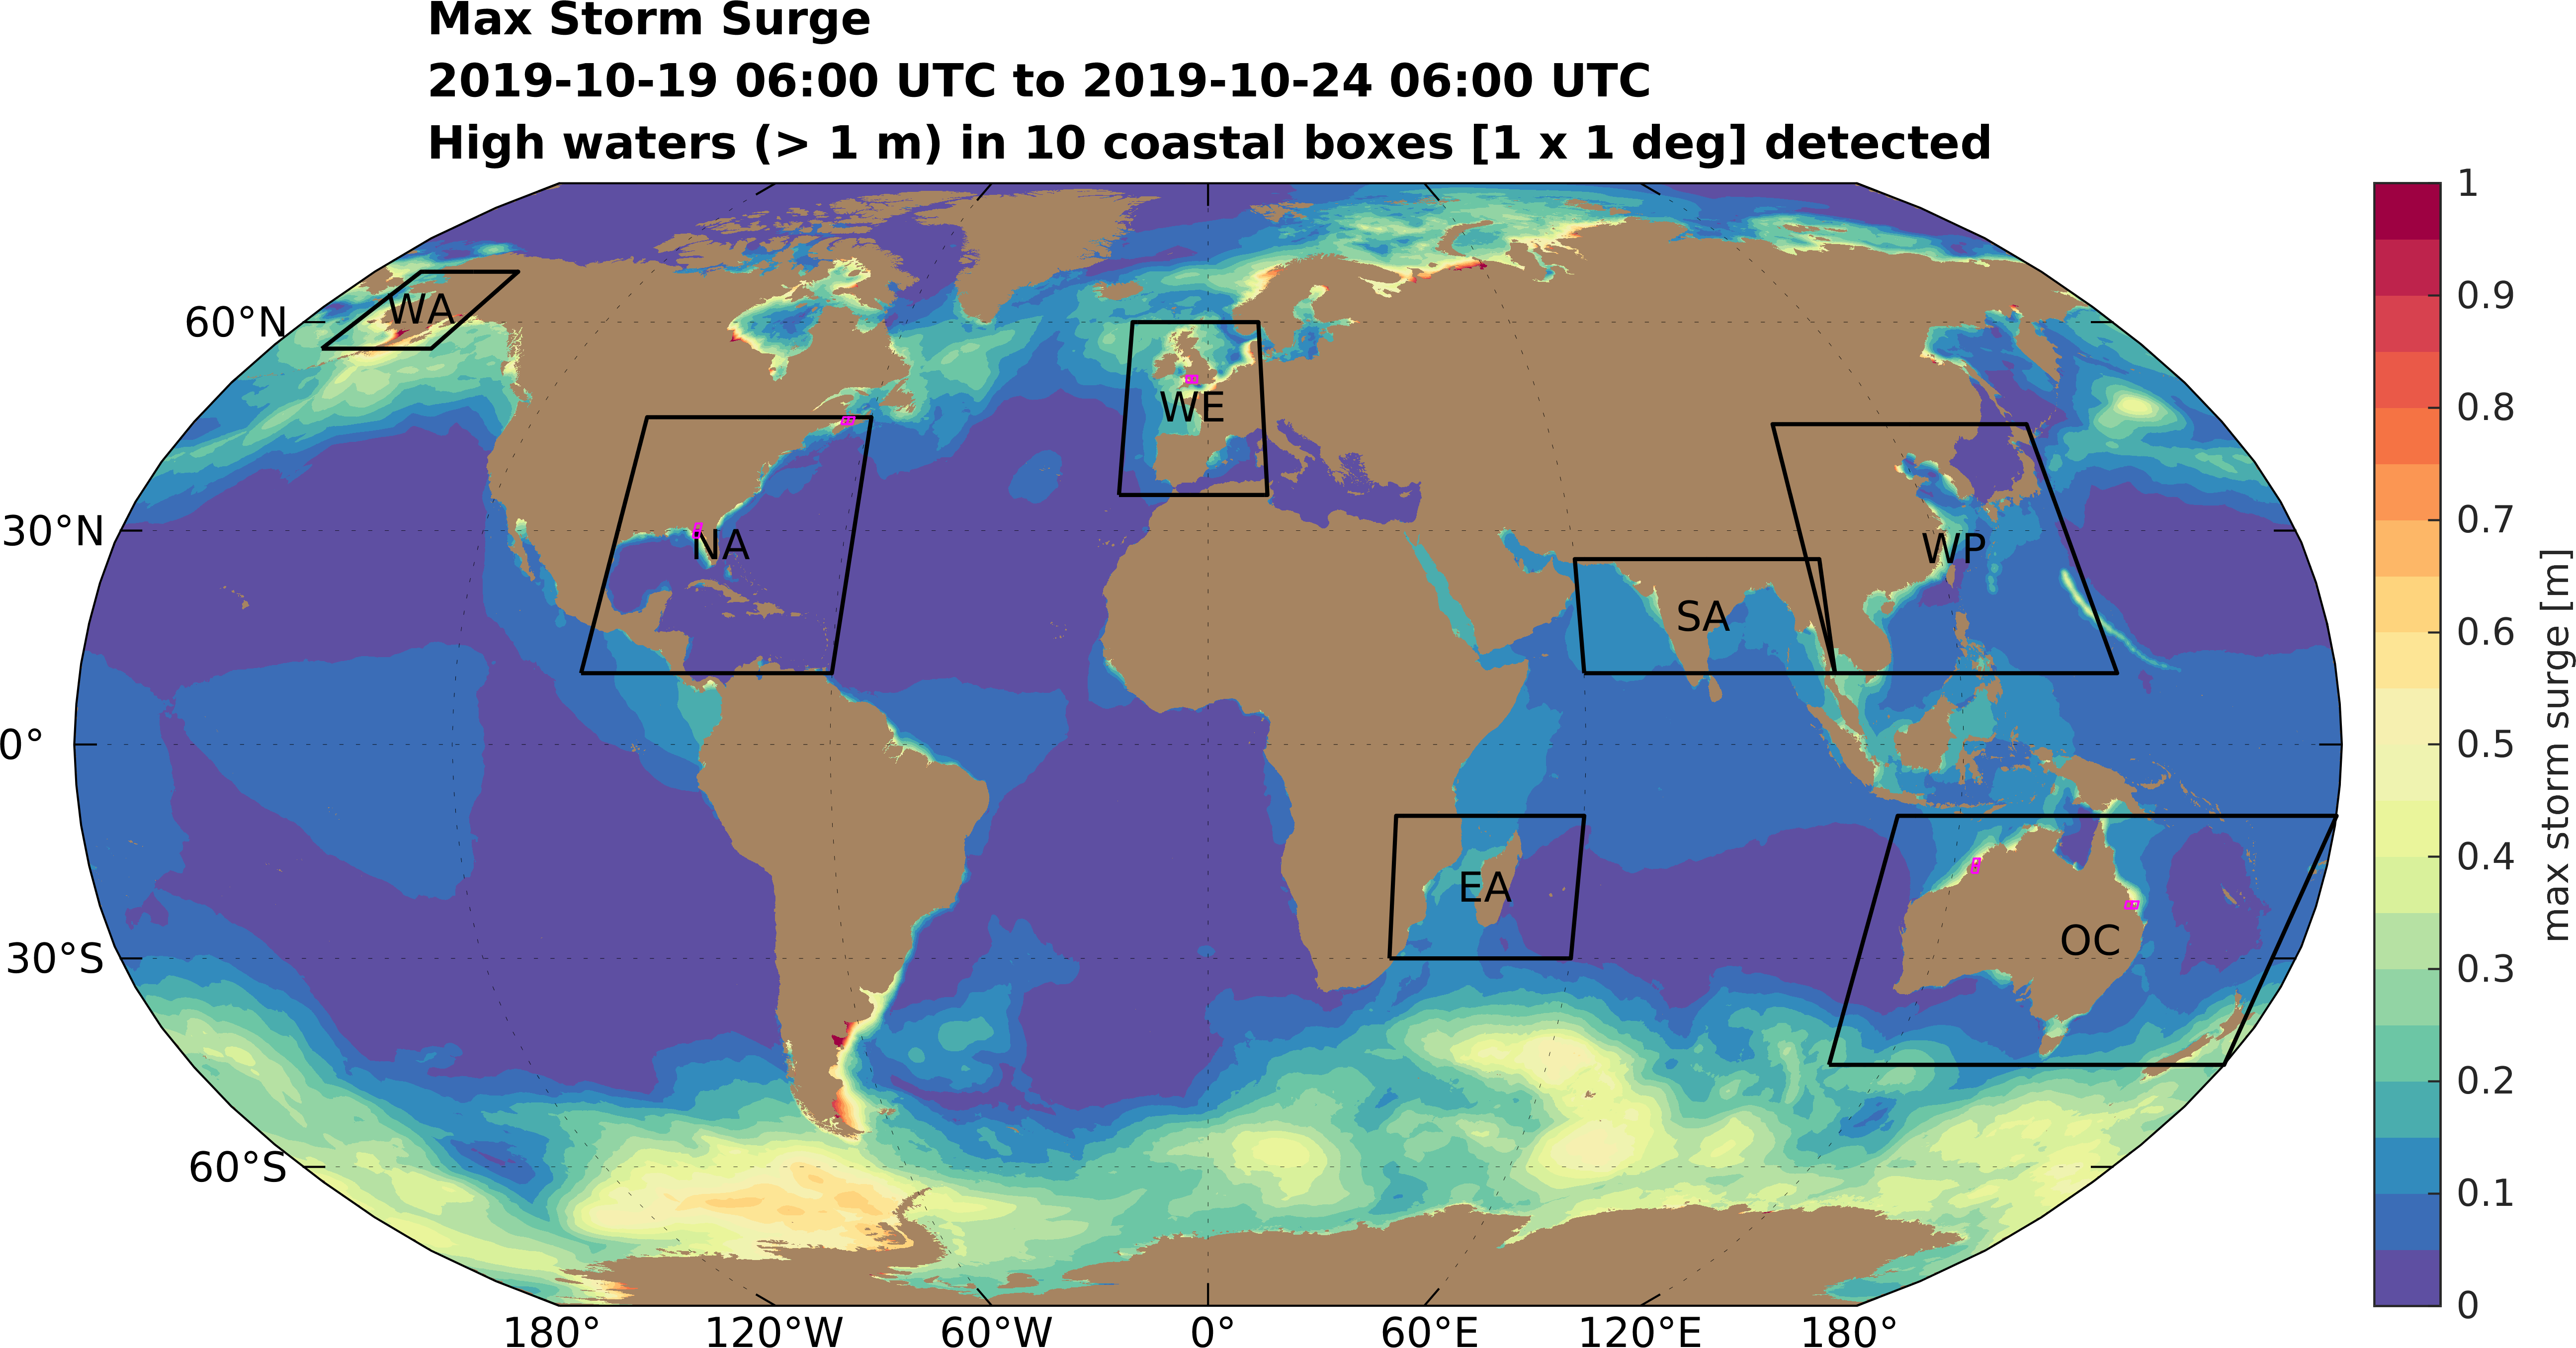 Max Storm Surge
2019-10-19 06:00 UTC to 2019-10-24 06:00 UTC
High waters (> 1 m) in 10 coastal boxes [1 x 1 deg] detected
60°N
30°N
0°
30°S
60°S
WA
WE
NA
WP
SA
EA
OC
180°
120°W
60°W
0°
60°E
120°E
180°
1
0.9
0.8
0.7
0.6
0.5
0.4
0.3
0.2
0.1
0
max storm surge [m]